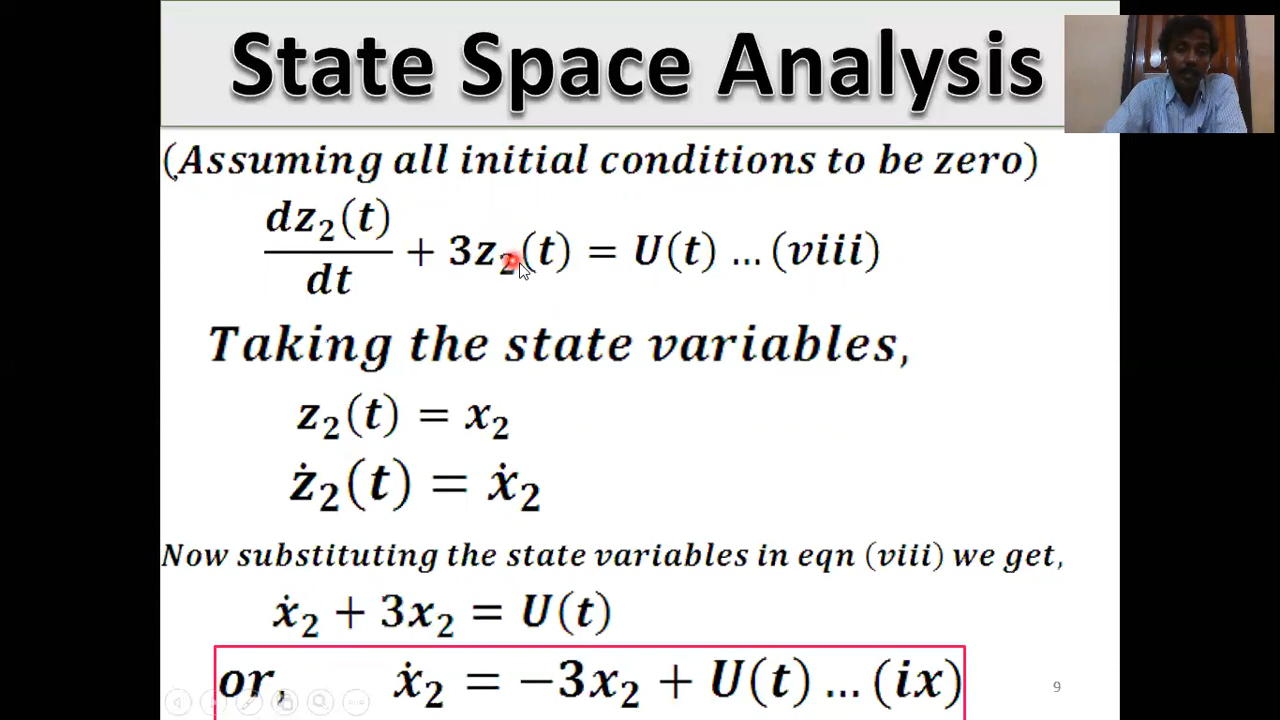 State Space Analysis
(Assuming all initial conditions to be zero)
dz₂(t)/dt + 3z₂(t) = U(t) ... (viii)
Taking the state variables,
z₂(t) = x₂
ż₂(t) = ẋ₂
Now substituting the state variables in eqn (viii) we get,
ẋ₂ + 3x₂ = U(t)
or, ẋ₂ = −3x₂ + U(t) ... (ix)
9